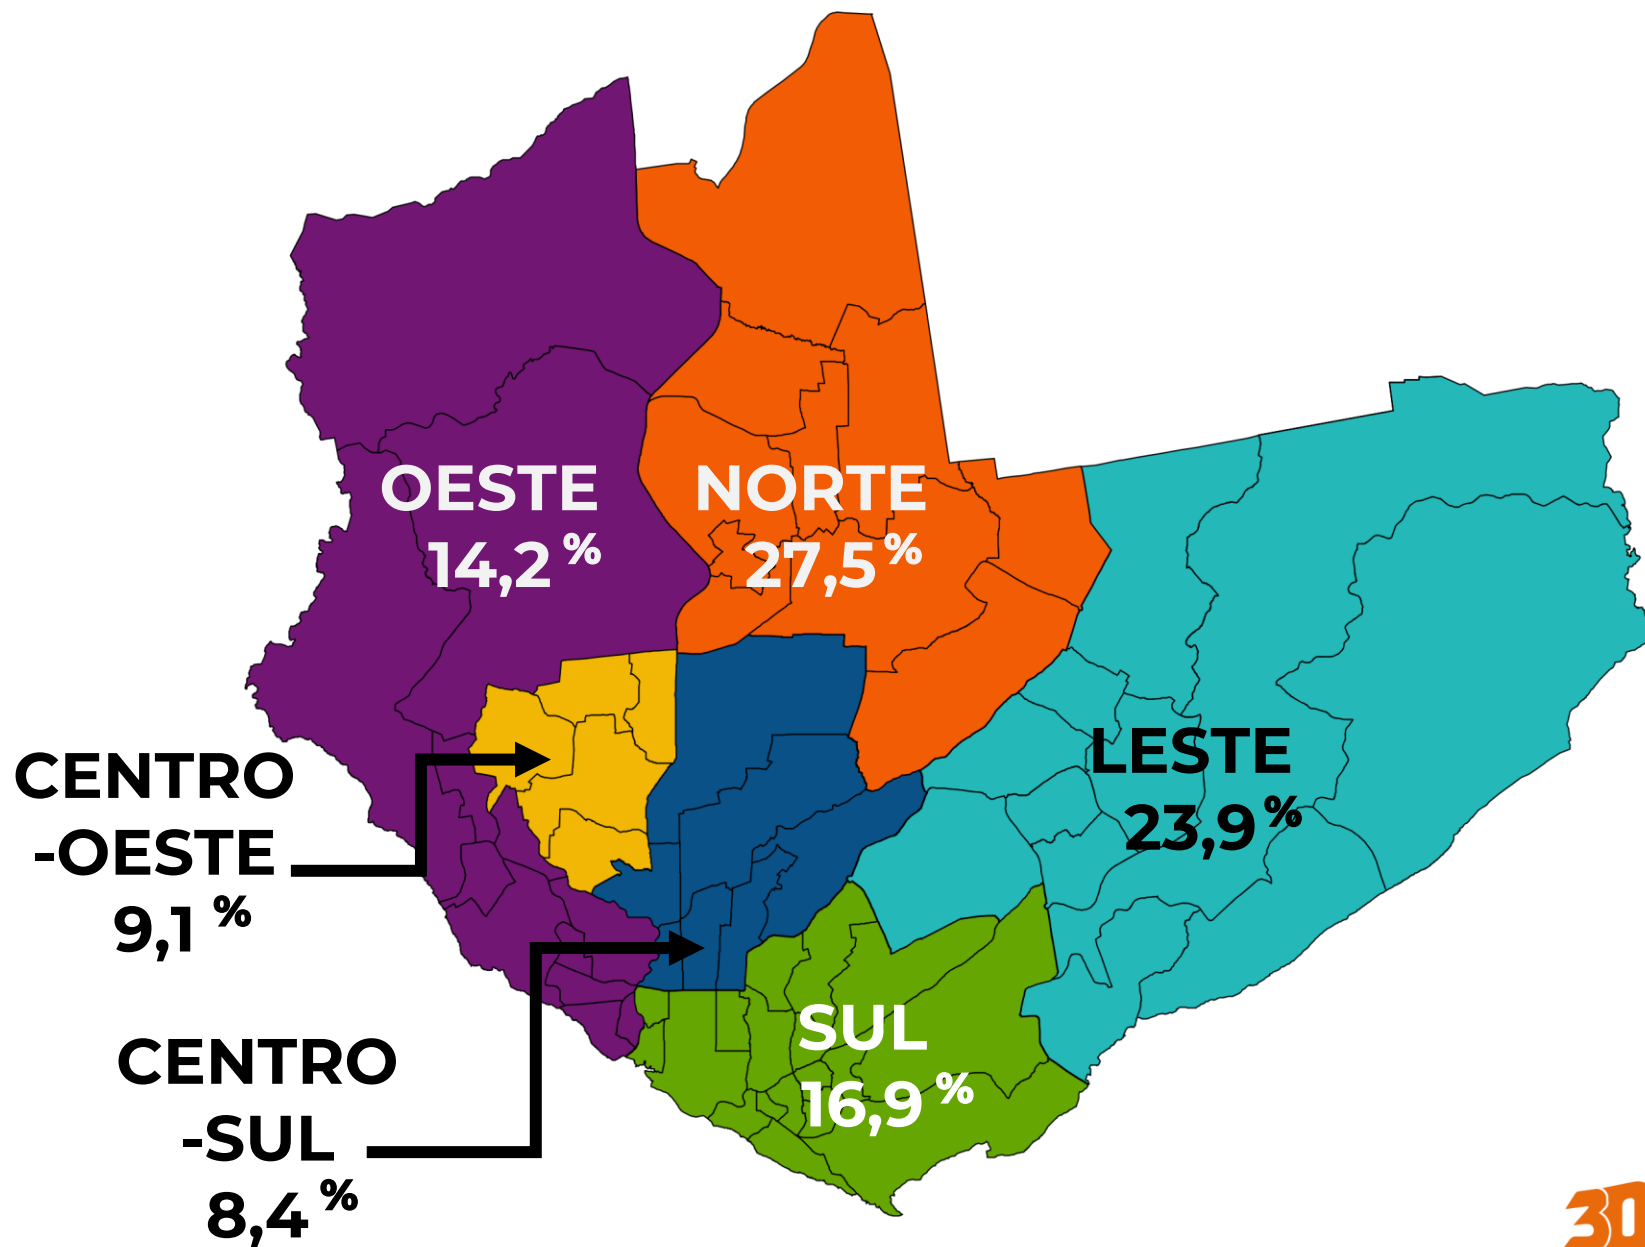 OESTE
14,2 %
NORTE
27,5 %
LESTE
23,9 %
CENTRO
-OESTE
9,1 %
SUL
16,9 %
CENTRO
-SUL
8,4 %
30